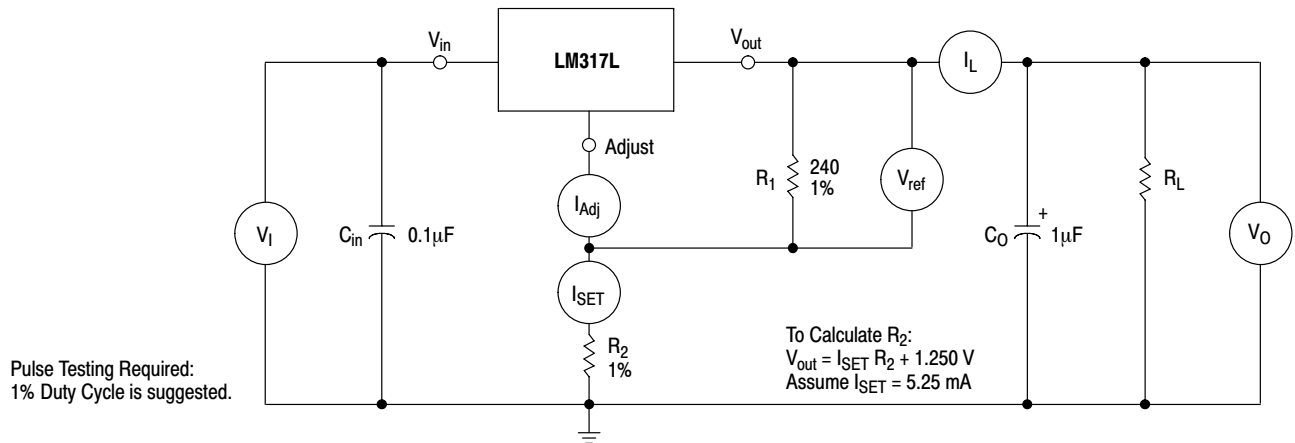 V_in
LM317L
V_out
I_L
Adjust
R_1
240
1%
V_ref
R_L
I_Adj
V_I
C_in
0.1μF
C_O
+
1μF
V_O
I_SET
R_2
1%
To Calculate R_2:
V_out = I_SET R_2 + 1.250 V
Assume I_SET = 5.25 mA
Pulse Testing Required:
1% Duty Cycle is suggested.